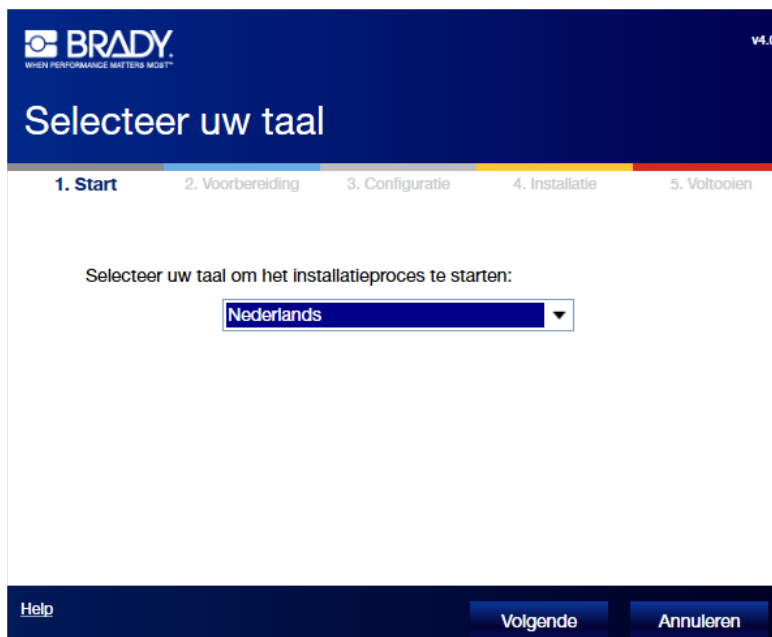 BRADY.
WHEN PERFORMANCE MATTERS MOST™
v4.0
Selecteer uw taal
1. Start 2. Voorbereiding 3. Configuratie 4. Installatie 5. Voltooien
Selecteer uw taal om het installatieproces te starten:
Nederlands
Help Volgende Annuleren